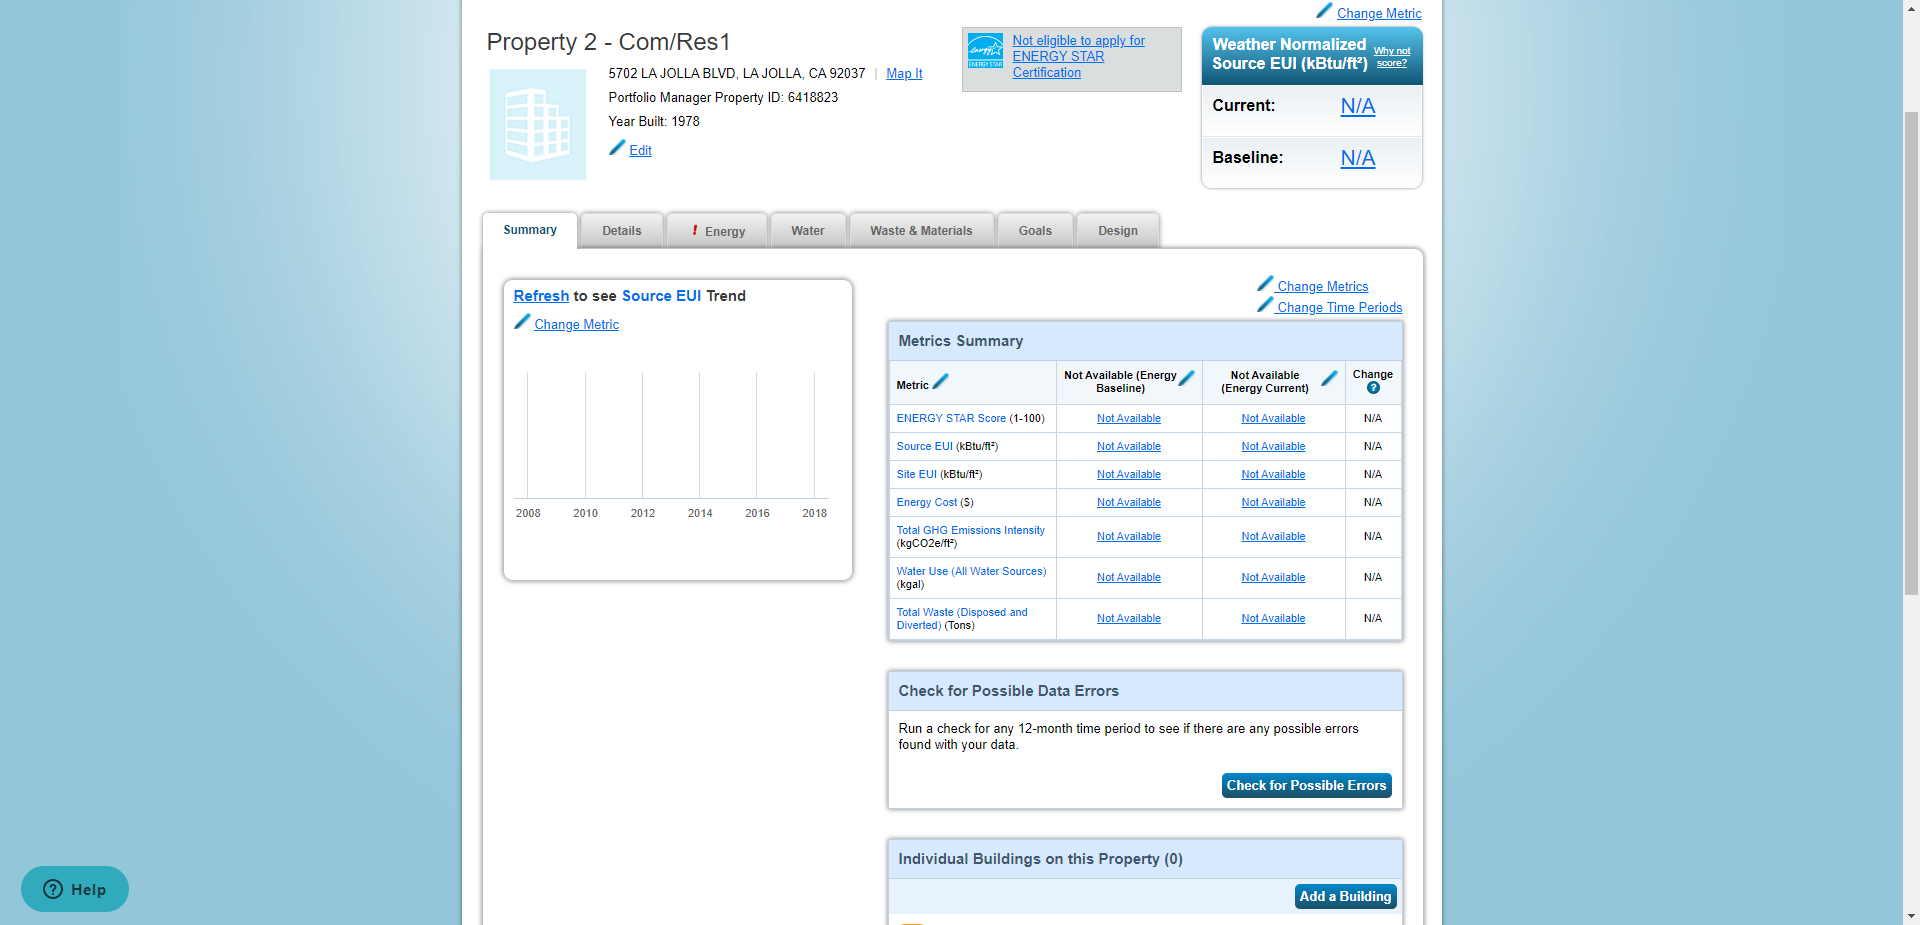 Change Metric
Property 2 - Com/Res1
5702 LA JOLLA BLVD, LA JOLLA, CA 92037 | Map It
Portfolio Manager Property ID: 6418823
Year Built: 1978
Edit
ENERGY STAR
Not eligible to apply for
ENERGY STAR
Certification
Weather Normalized
Source EUI (kBtu/ft²)
Why not
score?
Current: N/A
Baseline: N/A
Summary
Details
! Energy
Water
Waste & Materials
Goals
Design
Refresh to see Source EUI Trend
Change Metric
2008 2010 2012 2014 2016 2018
Change Metrics
Change Time Periods
Metrics Summary
Metric
Not Available (Energy
Baseline)
Not Available
(Energy Current)
Change
?
ENERGY STAR Score (1-100) Not Available Not Available N/A
Source EUI (kBtu/ft²) Not Available Not Available N/A
Site EUI (kBtu/ft²) Not Available Not Available N/A
Energy Cost ($) Not Available Not Available N/A
Total GHG Emissions Intensity
(kgCO2e/ft²) Not Available Not Available N/A
Water Use (All Water Sources)
(kgal) Not Available Not Available N/A
Total Waste (Disposed and
Diverted) (Tons) Not Available Not Available N/A
Check for Possible Data Errors
Run a check for any 12-month time period to see if there are any possible errors
found with your data.
Check for Possible Errors
Individual Buildings on this Property (0)
Add a Building
? Help